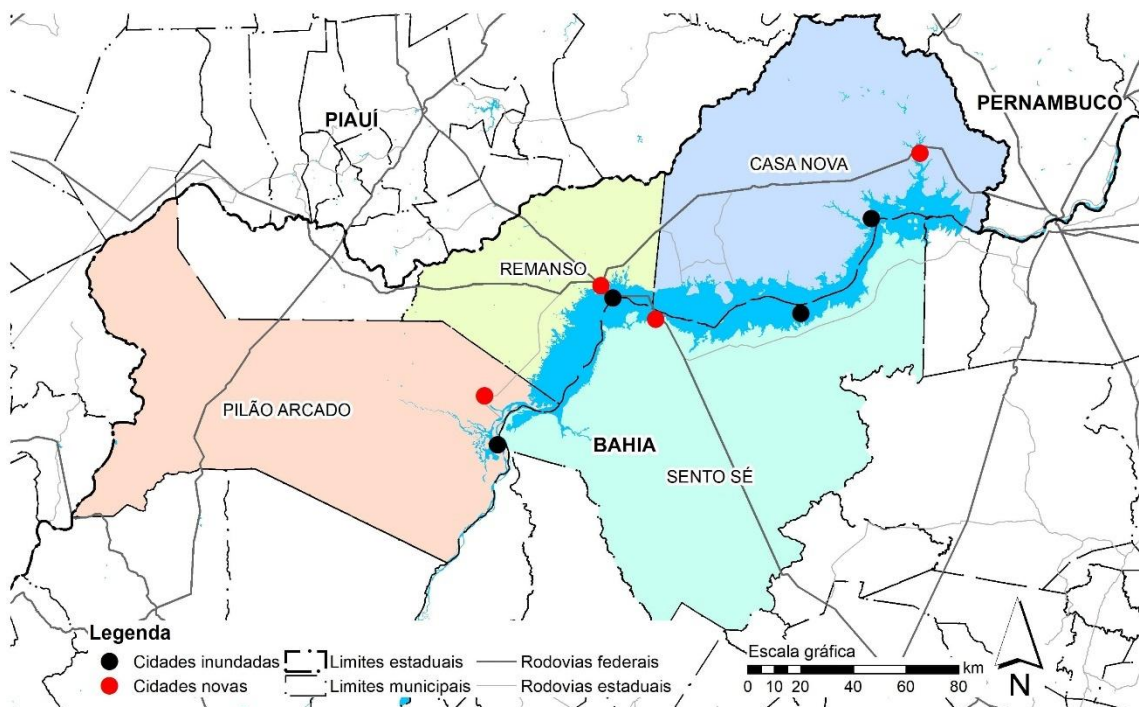 PIAUÍ
PERNAMBUCO
CASA NOVA
REMANSO
PILÃO ARCADO
BAHIA
SENTO SÉ
Legenda
Cidades inundadas
Limites estaduais
Rodovias federais
Cidades novas
Limites municipais
Rodovias estaduais
Escala gráfica
km
0 10 20 40 60 80
N